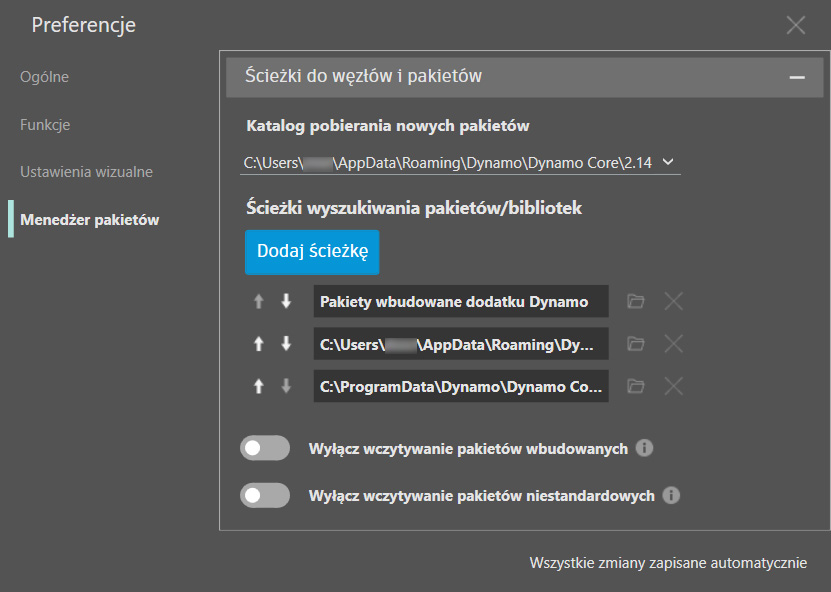 Preferencje
Ogólne
Funkcje
Ustawienia wizualne
Menedżer pakietów
Ścieżki do węzłów i pakietów
Katalog pobierania nowych pakietów
C:\Users\ \AppData\Roaming\Dynamo\Dynamo Core\2.14
Ścieżki wyszukiwania pakietów/bibliotek
Dodaj ścieżkę
Pakiety wbudowane dodatku Dynamo
C:\Users\ \AppData\Roaming\Dy...
C:\ProgramData\Dynamo\Dynamo Co...
Wyłącz wczytywanie pakietów wbudowanych
Wyłącz wczytywanie pakietów niestandardowych
Wszystkie zmiany zapisane automatycznie